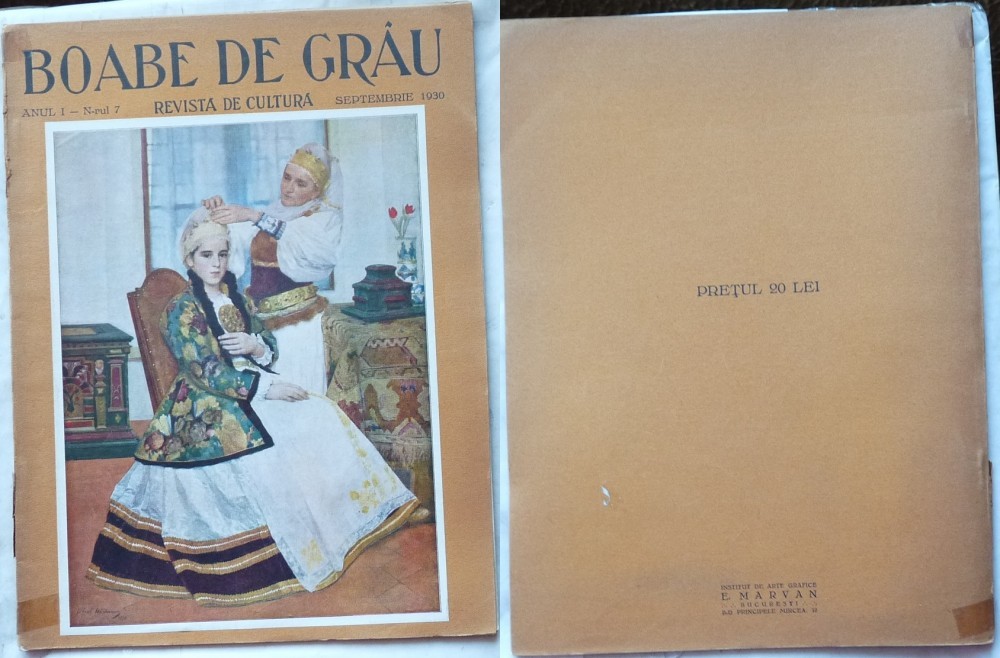 BOABE DE GRÂU
ANUL I — N-rul 7
REVISTĂ DE CULTURĂ
SEPTEMBRIE 1930
PREŢUL 20 LEI
INSTITUT DE ARTE GRAFICE
E. MARVAN
BUCUREŞTI
PRINCIPELE MIRCEA,